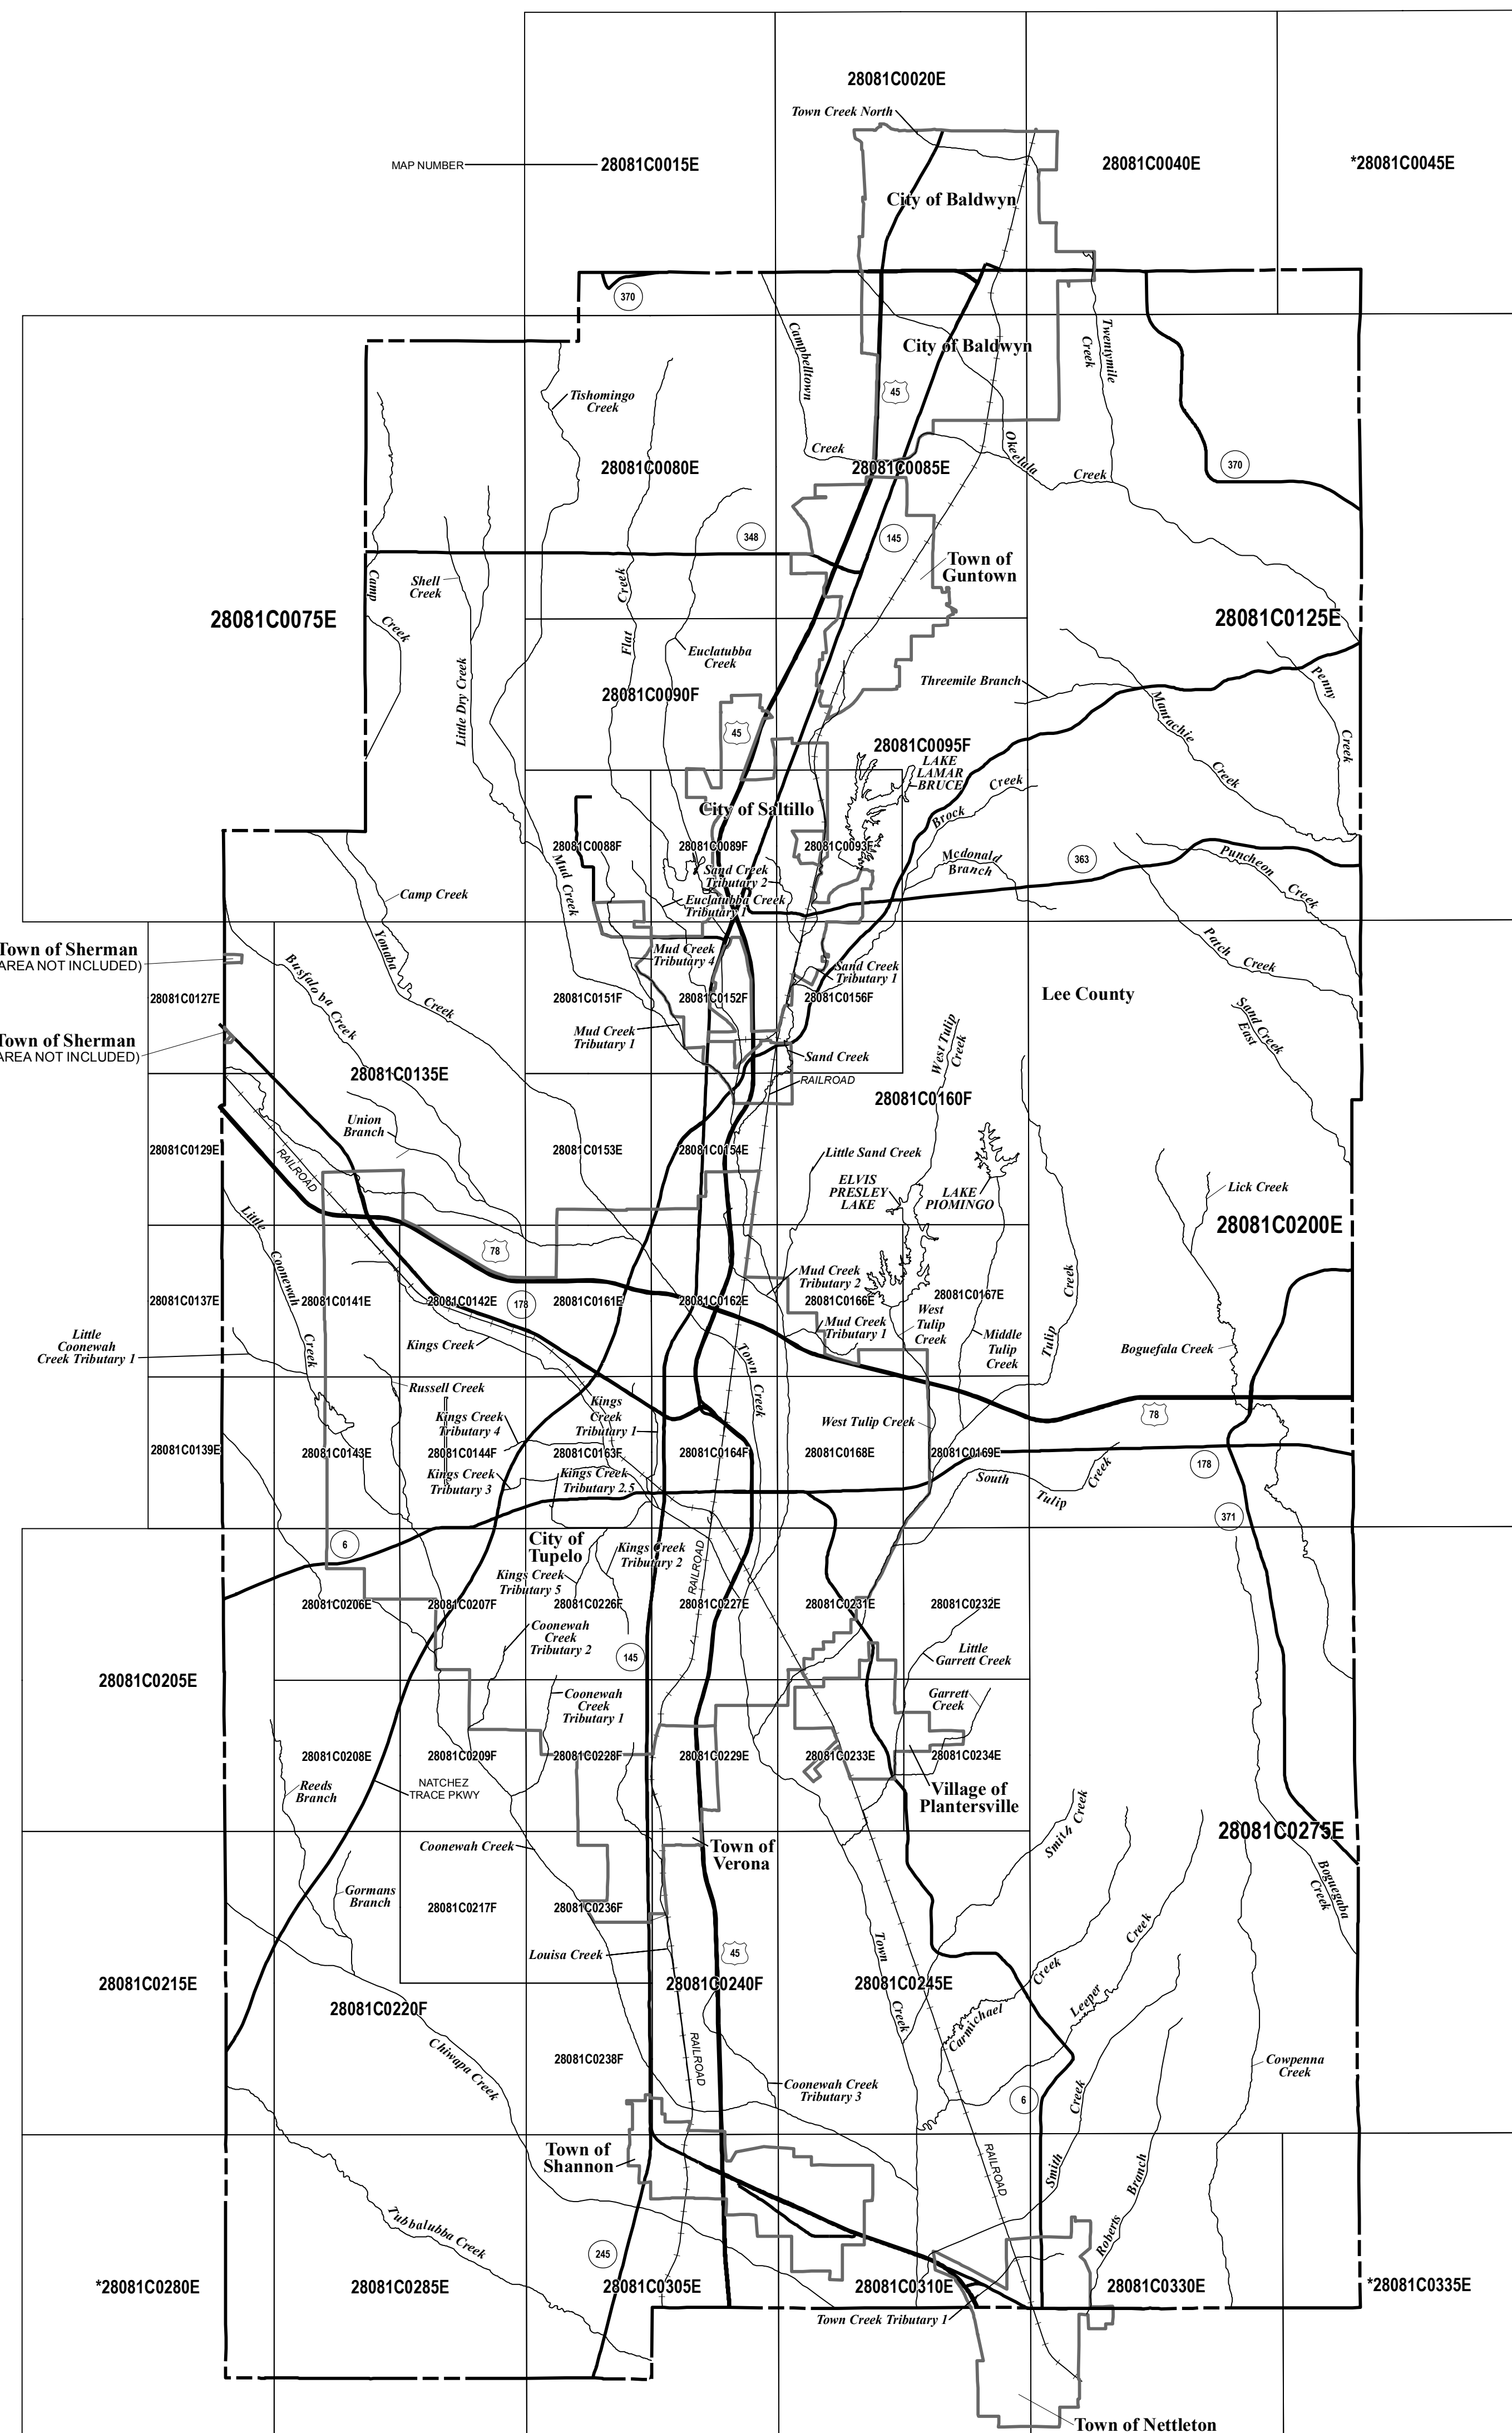 28081C0020E
Town Creek North
MAP NUMBER
28081C0015E
28081C0040E
*28081C0045E
City of Baldwyn
370
Campbelltown
Creek
City of Baldwyn
Twentymile
Creek
45
Tishomingo
Creek
28081C0080E
28081C0085E
Okeelala
Creek
370
348
145
Town of
Guntown
Camp
Creek
Shell
Creek
Flat
Creek
28081C0075E
28081C0125E
Little Dry Creek
Euclatubba
Creek
28081C0090F
Threemile Branch
Mantachie
Creek
Penny
Creek
45
28081C0095F
LAKE
LAMAR
BRUCE
Brock
Creek
City of Saltillo
28081C0088F
28081C0089F
28081C0093F
Mcdonald
Branch
363
Puncheon
Creek
Mud Creek
Sand Creek
Tributary 2
Euclatubba Creek
Tributary 1
Camp Creek
Yonaba
Creek
Town of Sherman
AREA NOT INCLUDED)
Busfaloba Creek
Mud Creek
Tributary 4
Sand Creek
Tributary 1
Patch
Creek
28081C0127E
28081C0151F
28081C0152F
28081C0156F
Lee County
Sand Creek
East
Town of Sherman
AREA NOT INCLUDED)
Mud Creek
Tributary 1
Sand Creek
West Tulip
Creek
28081C0135E
RAILROAD
28081C0160F
Union
Branch
28081C0129E
RAILROAD
28081C0153E
28081C0154E
Little Sand Creek
ELVIS
PRESLEY
LAKE
LAKE
PIOMINGO
Lick Creek
28081C0200E
Little
Coonewah
Creek
78
Mud Creek
Tributary 2
Tulip
Creek
28081C0137E
28081C0141E
28081C0142E
178
28081C0161E
28081C0162E
28081C0166E
28081C0167E
Mud Creek
Tributary 1
West
Tulip
Creek
Middle
Tulip
Creek
Little
Coonewah
Creek Tributary 1
Kings Creek
Town
Creek
Boguefala Creek
Russell Creek
Kings Creek
Tributary 4
Kings
Creek
Tributary 1
West Tulip Creek
78
28081C0139E
28081C0143E
28081C0144F
28081C0163F
28081C0164F
28081C0168E
28081C0169E
178
Kings Creek
Tributary 3
Kings Creek
Tributary 2.5
South
Tulip
Creek
371
6
City of
Tupelo
Kings Creek
Tributary 2
Kings Creek
Tributary 5
RAILROAD
28081C0206E
28081C0207F
28081C0226F
28081C0227E
28081C0231E
28081C0232E
Coonewah
Creek
Tributary 2
145
Little
Garrett Creek
28081C0205E
Coonewah
Creek
Tributary 1
Garrett
Creek
28081C0208E
28081C0209F
28081C0228F
28081C0229E
28081C0233E
28081C0234E
Reeds
Branch
NATCHEZ
TRACE PKWY
Village of
Plantersville
Smith Creek
28081C0275E
Coonewah Creek
Town of
Verona
Gormans
Branch
28081C0217F
28081C0236F
Boguegaba
Creek
Louisa Creek
45
Town
Creek
28081C0215E
28081C0220F
28081C0240F
28081C0245E
Carmichael
Creek
Leeper
Creek
28081C0238F
RAILROAD
Chiwapa Creek
Coonewah Creek
Tributary 3
6
Cowpenna
Creek
Town of
Shannon
RAILROAD
Smith
Creek
Roberts
Branch
Tubbalubba Creek
245
*28081C0280E
28081C0285E
28081C0305E
28081C0310E
28081C0330E
*28081C0335E
Town Creek Tributary 1
Town of Nettleton